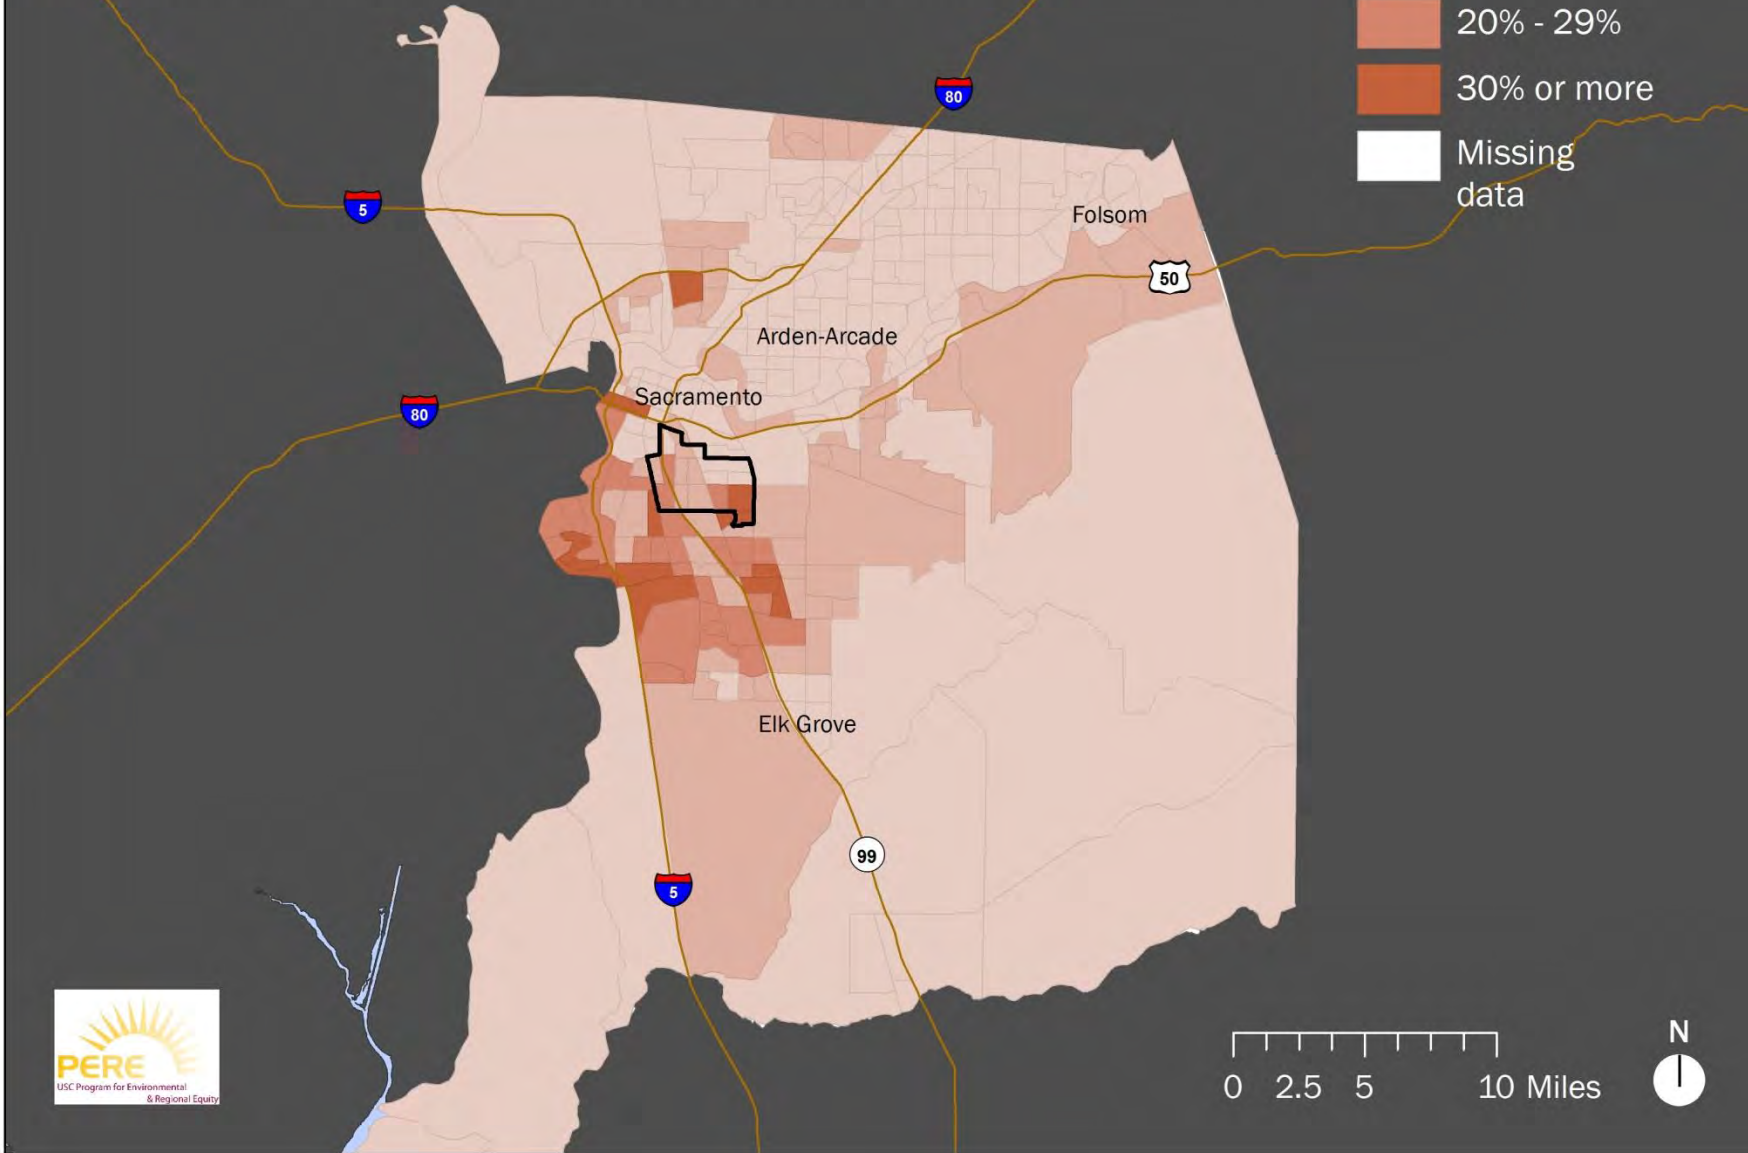 20% - 29%
80
30% or more
Missing
data
5
Folsom
50
Arden-Arcade
Sacramento
80
Elk Grove
99
5
PERE
USC Program for Environmental
& Regional Equity
N
0 2.5 5 10 Miles